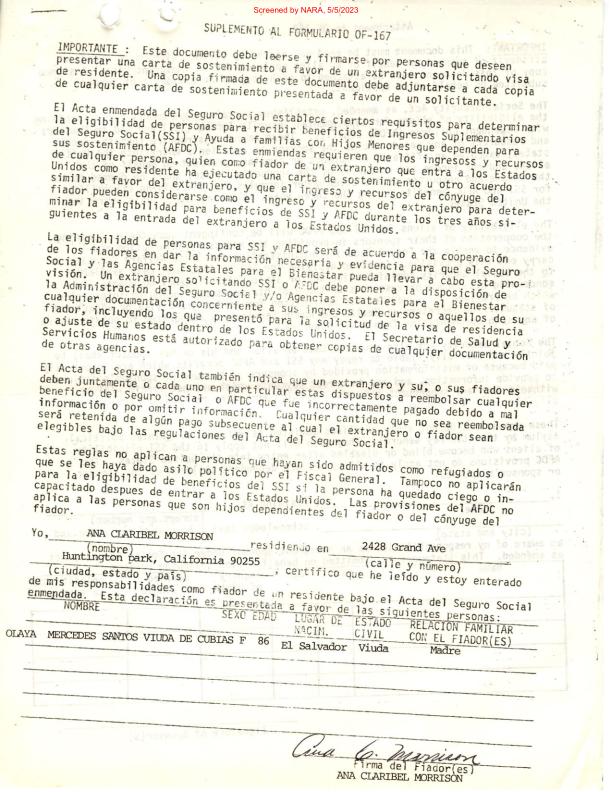 Screened by NARA, 5/5/2023
SUPLEMENTO AL FORMULARIO OF-167
IMPORTANTE : Este documento debe leerse y firmarse por personas que deseen
presentar una carta de sostenimiento a favor de un extranjero solicitando visa
de residente. Una copia firmada de este documento debe adjuntarse a cada copia
de cualquier carta de sostenimiento presentada a favor de un solicitante.
El Acta enmendada del Seguro Social establece ciertos requisitos para determinar
la eligibilidad de personas para recibir beneficios de Ingresos Suplementarios
del Seguro Social(SSI) y Ayuda a familias con Hijos Menores que dependen para
sus sostenimiento (AFDC). Estas enmiendas requieren que los ingresoss y recursos
de cualquier persona, quien como fiador de un extranjero que entra a los Estados
Unidos como residente ha ejecutado una carta de sostenimiento u otro acuerdo
similar a favor del extranjero, y que el ingreso y recursos del cónyuge del
fiador pueden considerarse como el ingreso y recursos del extranjero para deter-
minar la eligibilidad para beneficios de SSI y AFDC durante los tres años si-
guientes a la entrada del extranjero a los Estados Unidos.
La eligibilidad de personas para SSI y AFDC será de acuerdo a la cooperación
de los fiadores en dar la información necesaria y evidencia para que el Seguro
Social y las Agencias Estatales para el Bienestar pueda llevar a cabo esta pro-
visión. Un extranjero solicitando SSI o AFDC debe poner a la disposición de
la Administración del Seguro Social y/o Agencias Estatales para el Bienestar
cualquier documentación concerniente a sus ingresos y recursos o aquellos de su
fiador, incluyendo los que presentó para la solicitud de la visa de residencia
o ajuste de su estado dentro de los Estados Unidos. El Secretario de Salud y
Servicios Humanos está autorizado para obtener copias de cualquier documentación
de otras agencias.
El Acta del Seguro Social también indica que un extranjero y su, o sus fiadores
deben juntamente o cada uno en particular estas dispuestos a reembolsar cualquier
beneficio del Seguro Social o AFDC que fue incorrectamente pagado debido a mal
información o por omitir información. Cualquier cantidad que no sea reembolsada
será retenida de algún pago subsecuente al cual el extranjero o fiador sean
elegibles bajo las regulaciones del Acta del Seguro Social.
Estas reglas no aplican a personas que hayan sido admitidos como refugiados o
que se les haya dado asilo político por el Fiscal General. Tampoco no aplicarán
para la eligibilidad de beneficios del SSI si la persona ha quedado ciego o in-
capacitado despues de entrar a los Estados Unidos. Las provisiones del AFDC no
aplica a las personas que son hijos dependientes del fiador o del cónyuge del
fiador.
Yo, ANA CLARIBEL MORRISON residiendo en 2428 Grand Ave
(nombre) (calle y número)
Huntington park, California 90255 , certifico que he leído y estoy enterado
(ciudad, estado y país)
de mis responsabilidades como fiador de un residente bajo el Acta del Seguro Social
enmendada. Esta declaración es presentada a favor de las siguientes personas:
NOMBRE SEXO EDAD LUGAR DE ESTADO RELACIÓN FAMILIAR
NACIM. CIVIL CON EL FIADOR(ES)
OLAYA MERCEDES SANTOS VIUDA DE CUBIAS F 86 El Salvador Viuda Madre
Ana C. Morrison
Firma del Fiador(es)
ANA CLARIBEL MORRISON